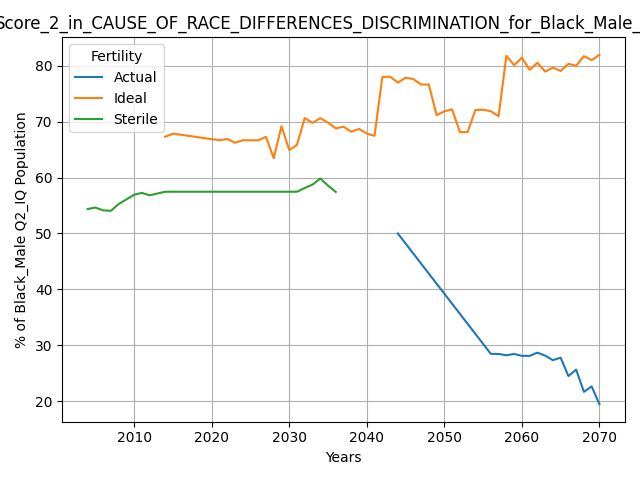 Score_2_in_CAUSE_OF_RACE_DIFFERENCES_DISCRIMINATION_for_Black_Male_
Fertility
Actual
Ideal
Sterile
% of Black_Male Q2_IQ Population
80
70
60
50
40
30
20
2010 2020 2030 2040 2050 2060 2070
Years